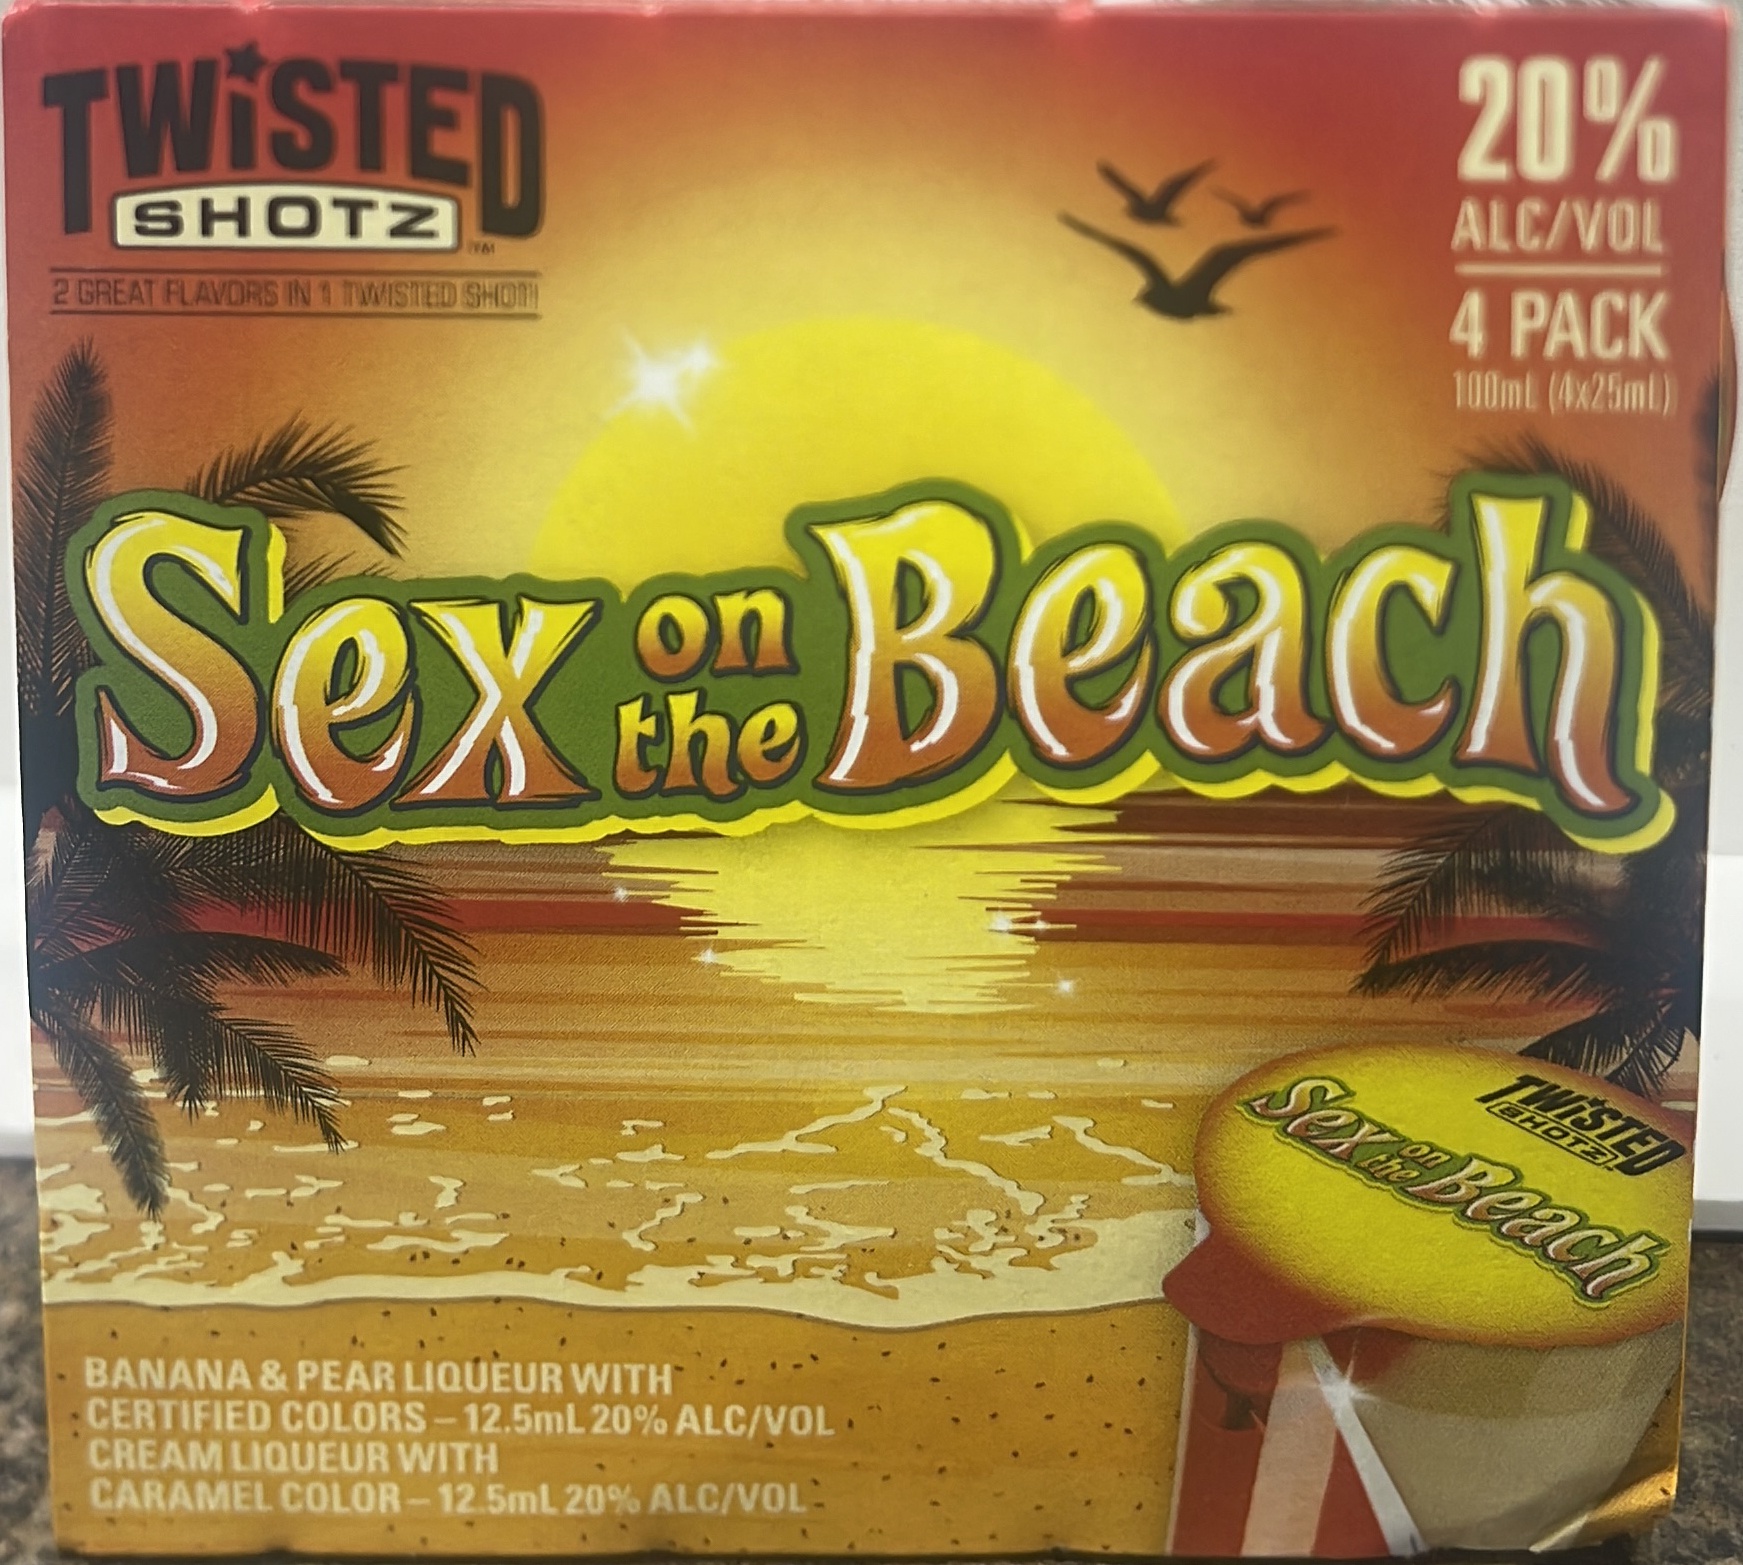 TWiSTED
SHOTZ™
2 GREAT FLAVORS IN 1 TWISTED SHOT!
20%
ALC/VOL
4 PACK
100mL (4x25mL)
Sex on the Beach
TWiSTED
SHOTZ
Sex on the Beach
BANANA & PEAR LIQUEUR WITH
CERTIFIED COLORS – 12.5mL 20% ALC/VOL
CREAM LIQUEUR WITH
CARAMEL COLOR – 12.5mL 20% ALC/VOL